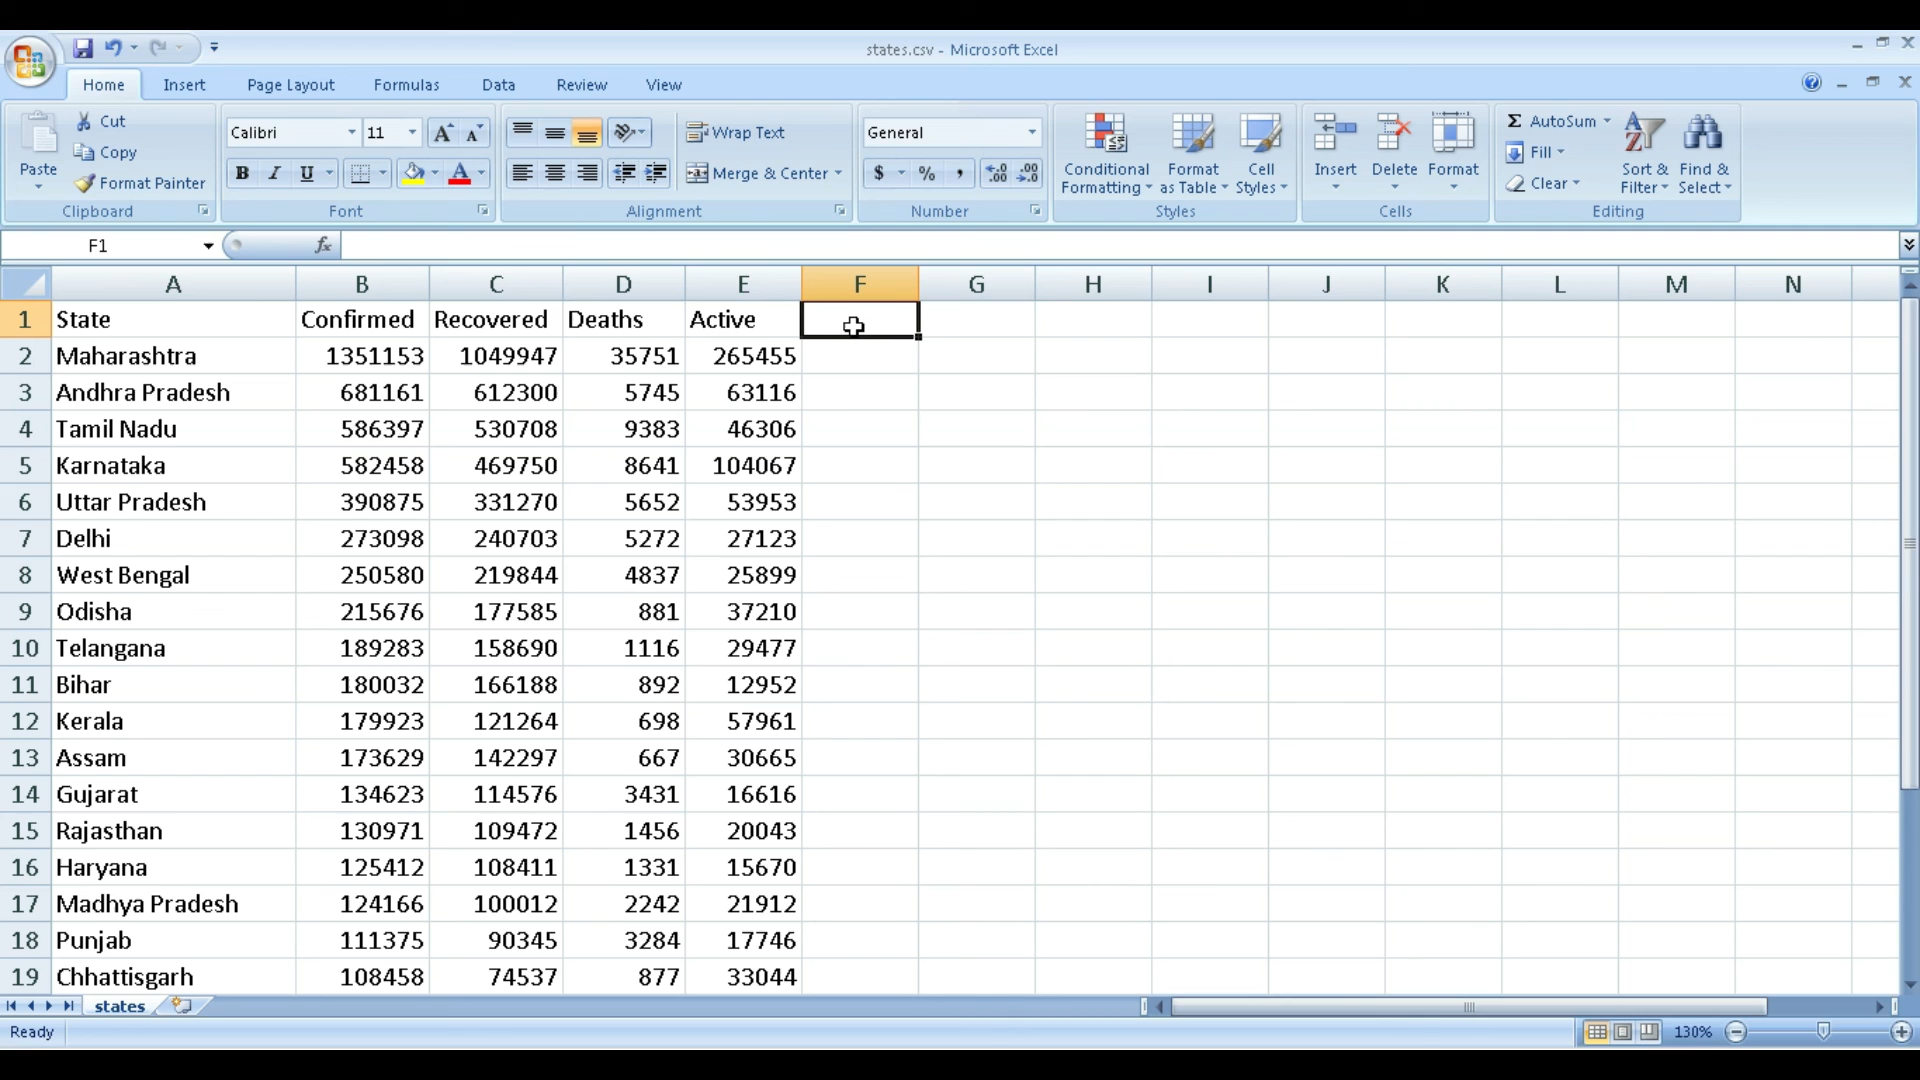 states.csv - Microsoft Excel
Home Insert Page Layout Formulas Data Review View
Paste Cut Copy Format Painter
Clipboard
Calibri 11 A A
B I U A
Font
Wrap Text
Merge & Center
Alignment
General
$ % , .0 .00 .00 .0
Number
Conditional Formatting Format as Table Cell Styles
Styles
Insert Delete Format
Cells
Σ AutoSum Fill Clear Sort & Filter Find & Select
Editing
F1 fx
A B C D E F G H I J K L M N
1 State Confirmed Recovered Deaths Active
2 Maharashtra 1351153 1049947 35751 265455
3 Andhra Pradesh 681161 612300 5745 63116
4 Tamil Nadu 586397 530708 9383 46306
5 Karnataka 582458 469750 8641 104067
6 Uttar Pradesh 390875 331270 5652 53953
7 Delhi 273098 240703 5272 27123
8 West Bengal 250580 219844 4837 25899
9 Odisha 215676 177585 881 37210
10 Telangana 189283 158690 1116 29477
11 Bihar 180032 166188 892 12952
12 Kerala 179923 121264 698 57961
13 Assam 173629 142297 667 30665
14 Gujarat 134623 114576 3431 16616
15 Rajasthan 130971 109472 1456 20043
16 Haryana 125412 108411 1331 15670
17 Madhya Pradesh 124166 100012 2242 21912
18 Punjab 111375 90345 3284 17746
19 Chhattisgarh 108458 74537 877 33044
states
Ready 130%